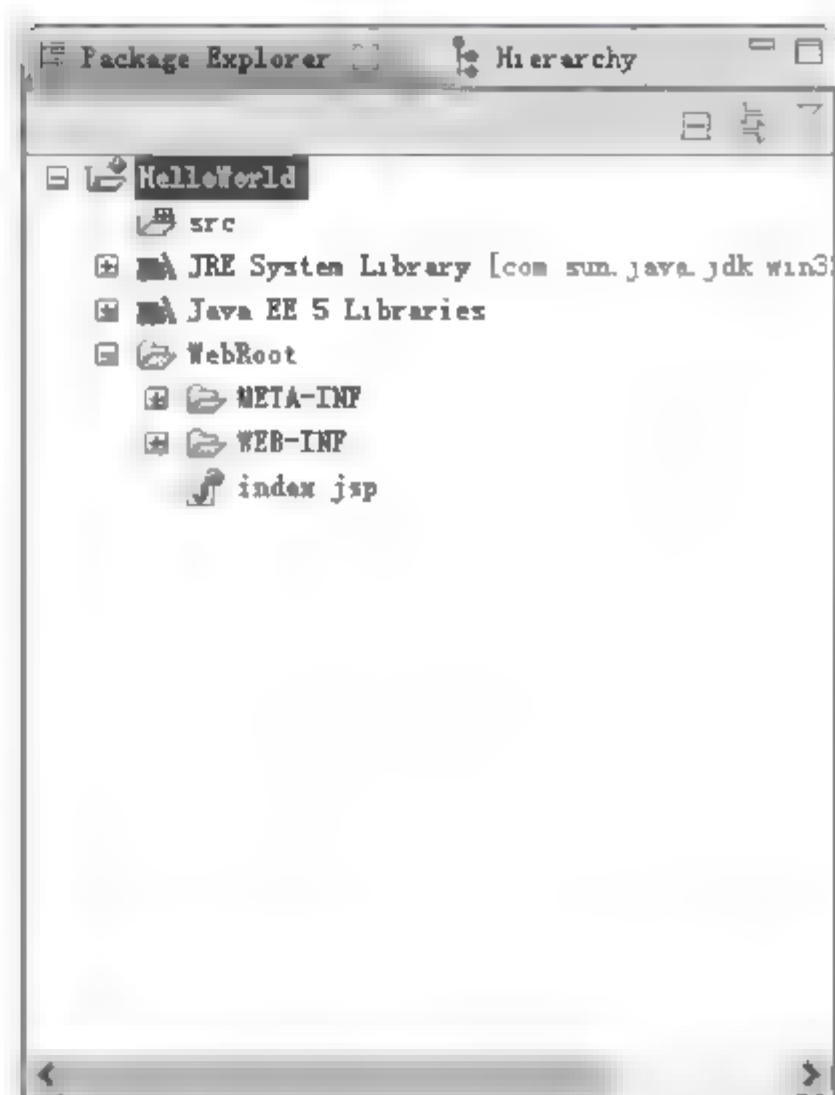 Package Explorer Hierarchy
HelloWorld
src
JRE System Library [com sun.java.jdk win3
Java EE 5 Libraries
WebRoot
META-INF
WEB-INF
index jsp